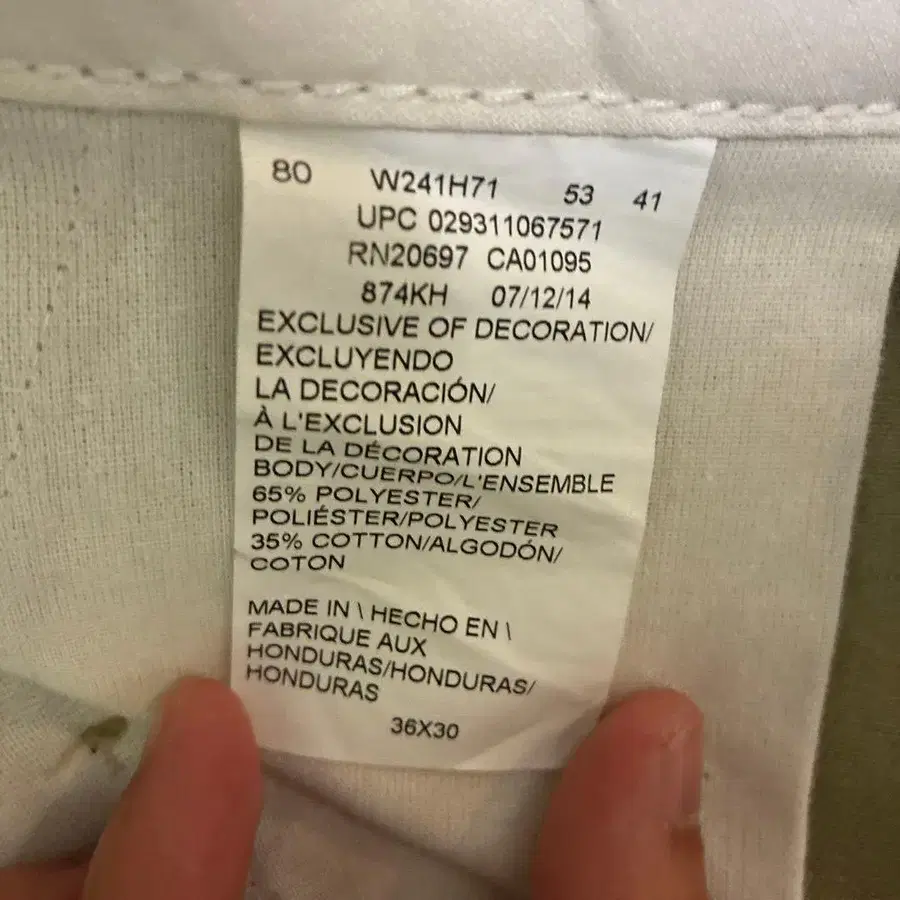 80 W241H71 53 41
UPC 029311067571
RN20697 CA01095
874KH 07/12/14
EXCLUSIVE OF DECORATION/
EXCLUYENDO
LA DECORACIÓN/
À L'EXCLUSION
DE LA DÉCORATION
BODY/CUERPO/L'ENSEMBLE
65% POLYESTER/
POLIÉSTER/POLYESTER
35% COTTON/ALGODÓN/
COTON
MADE IN \ HECHO EN \
FABRIQUE AUX
HONDURAS/HONDURAS/
HONDURAS
36X30